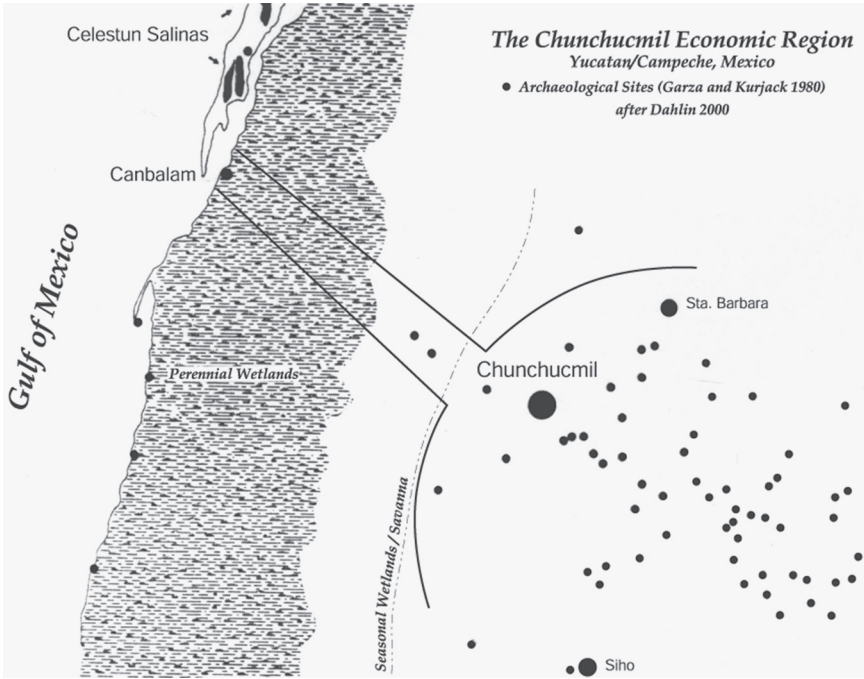 Celestun Salinas
The Chunchucmil Economic Region
Yucatan/Campeche, Mexico
Archaeological Sites (Garza and Kurjack 1980)
after Dahlin 2000
Canbalam
Gulf of Mexico
Sta. Barbara
Perennial Wetlands
Chunchucmil
Seasonal Wetlands/Savanna
Siho